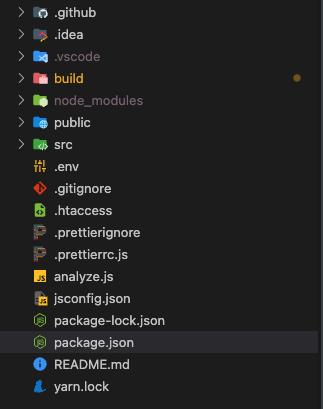 .github
.idea
.vscode
build
node_modules
public
src
.env
.gitignore
.htaccess
.prettierignore
.prettierrc.js
analyze.js
jsconfig.json
package-lock.json
package.json
README.md
yarn.lock